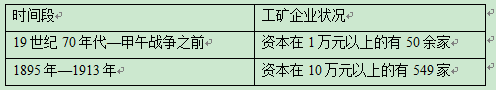 时间段 工矿企业状况
19世纪70年代—甲午战争之前 资本在1万元以上的有50余家
1895年—1913年 资本在10万元以上的有549家